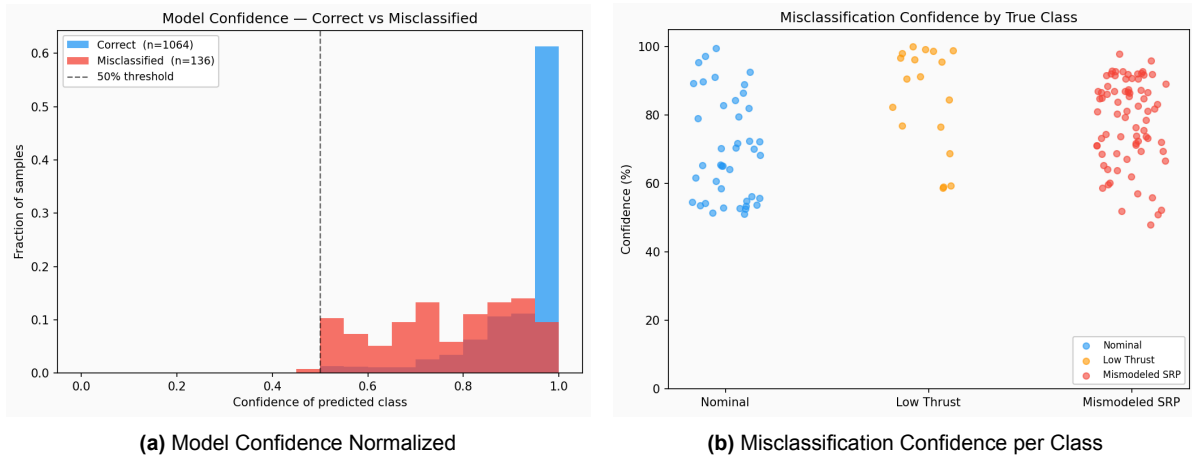 Model Confidence — Correct vs Misclassified
Correct (n=1064)
Misclassified (n=136)
50% threshold
Fraction of samples
0.6
0.5
0.4
0.3
0.2
0.1
0.0
0.0 0.2 0.4 0.6 0.8 1.0
Confidence of predicted class
(a) Model Confidence Normalized
Misclassification Confidence by True Class
Confidence (%)
100
80
60
40
20
0
Nominal
Low Thrust
Mismodeled SRP
Nominal Low Thrust Mismodeled SRP
(b) Misclassification Confidence per Class